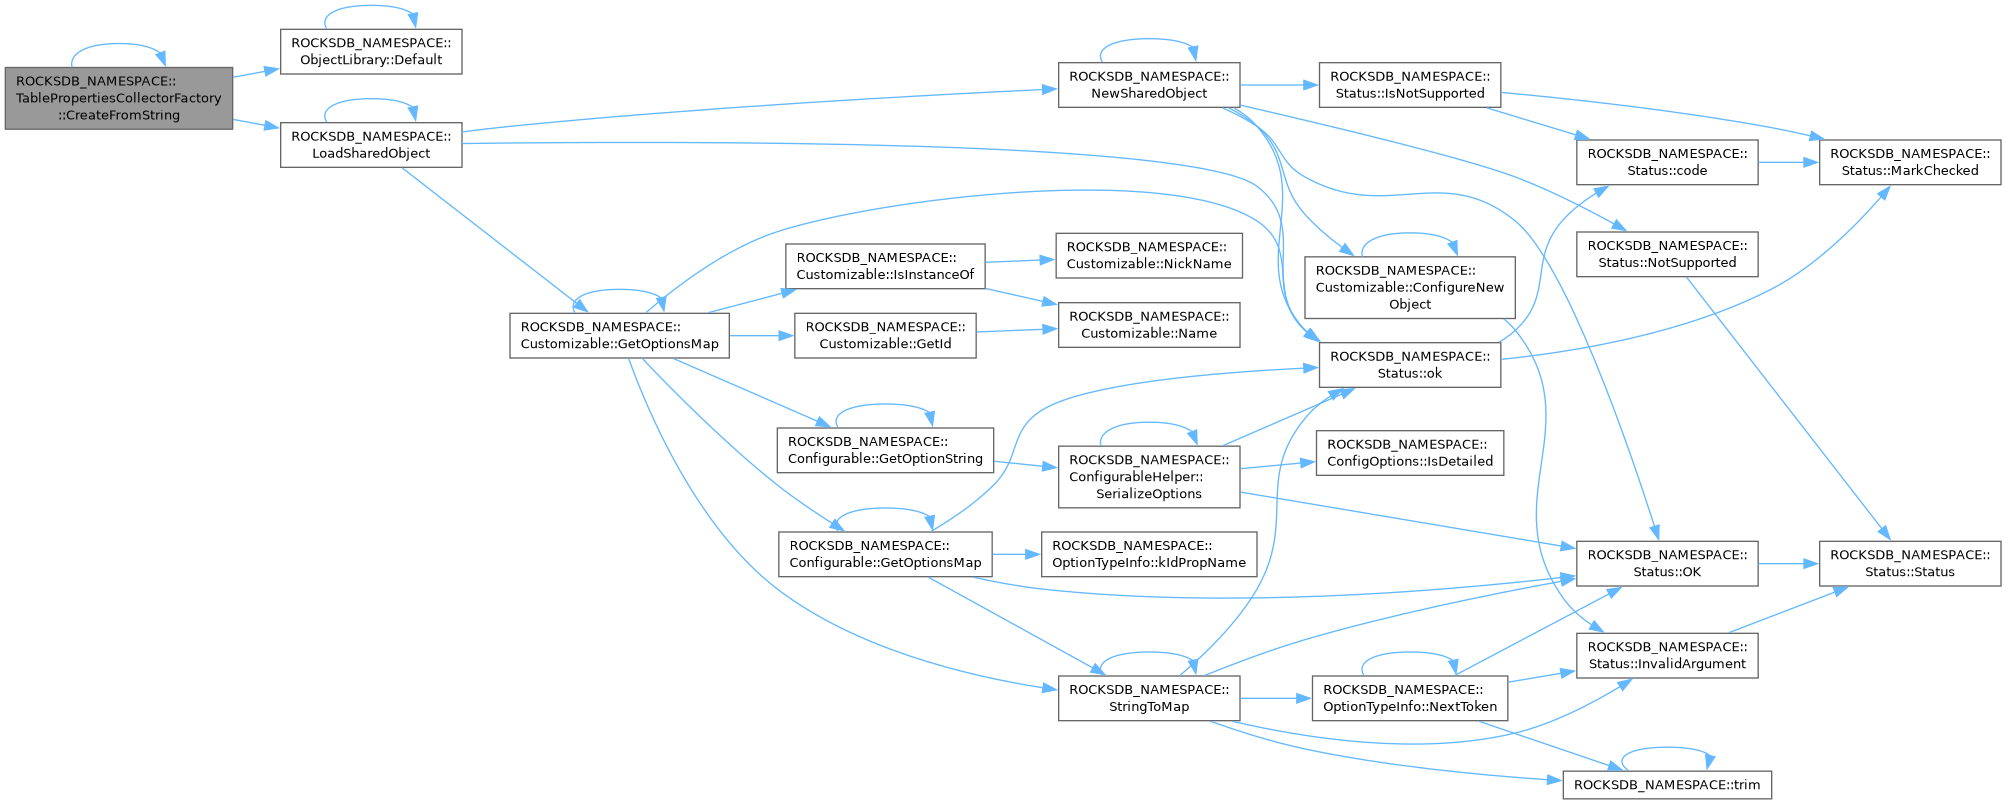 ROCKSDB_NAMESPACE::
TablePropertiesCollectorFactory
::CreateFromString
ROCKSDB_NAMESPACE::
ObjectLibrary::Default
ROCKSDB_NAMESPACE::
LoadSharedObject
ROCKSDB_NAMESPACE::
Customizable::GetOptionsMap
ROCKSDB_NAMESPACE::
Customizable::IsInstanceOf
ROCKSDB_NAMESPACE::
Customizable::GetId
ROCKSDB_NAMESPACE::
Configurable::GetOptionString
ROCKSDB_NAMESPACE::
Configurable::GetOptionsMap
ROCKSDB_NAMESPACE::
NewSharedObject
ROCKSDB_NAMESPACE::
Customizable::NickName
ROCKSDB_NAMESPACE::
Customizable::Name
ROCKSDB_NAMESPACE::
ConfigurableHelper::
SerializeOptions
ROCKSDB_NAMESPACE::
OptionTypeInfo::kIdPropName
ROCKSDB_NAMESPACE::
StringToMap
ROCKSDB_NAMESPACE::
Status::IsNotSupported
ROCKSDB_NAMESPACE::
Customizable::ConfigureNew
Object
ROCKSDB_NAMESPACE::
Status::ok
ROCKSDB_NAMESPACE::
ConfigOptions::IsDetailed
ROCKSDB_NAMESPACE::
OptionTypeInfo::NextToken
ROCKSDB_NAMESPACE::
Status::code
ROCKSDB_NAMESPACE::
Status::NotSupported
ROCKSDB_NAMESPACE::
Status::OK
ROCKSDB_NAMESPACE::
Status::InvalidArgument
ROCKSDB_NAMESPACE::trim
ROCKSDB_NAMESPACE::
Status::MarkChecked
ROCKSDB_NAMESPACE::
Status::Status